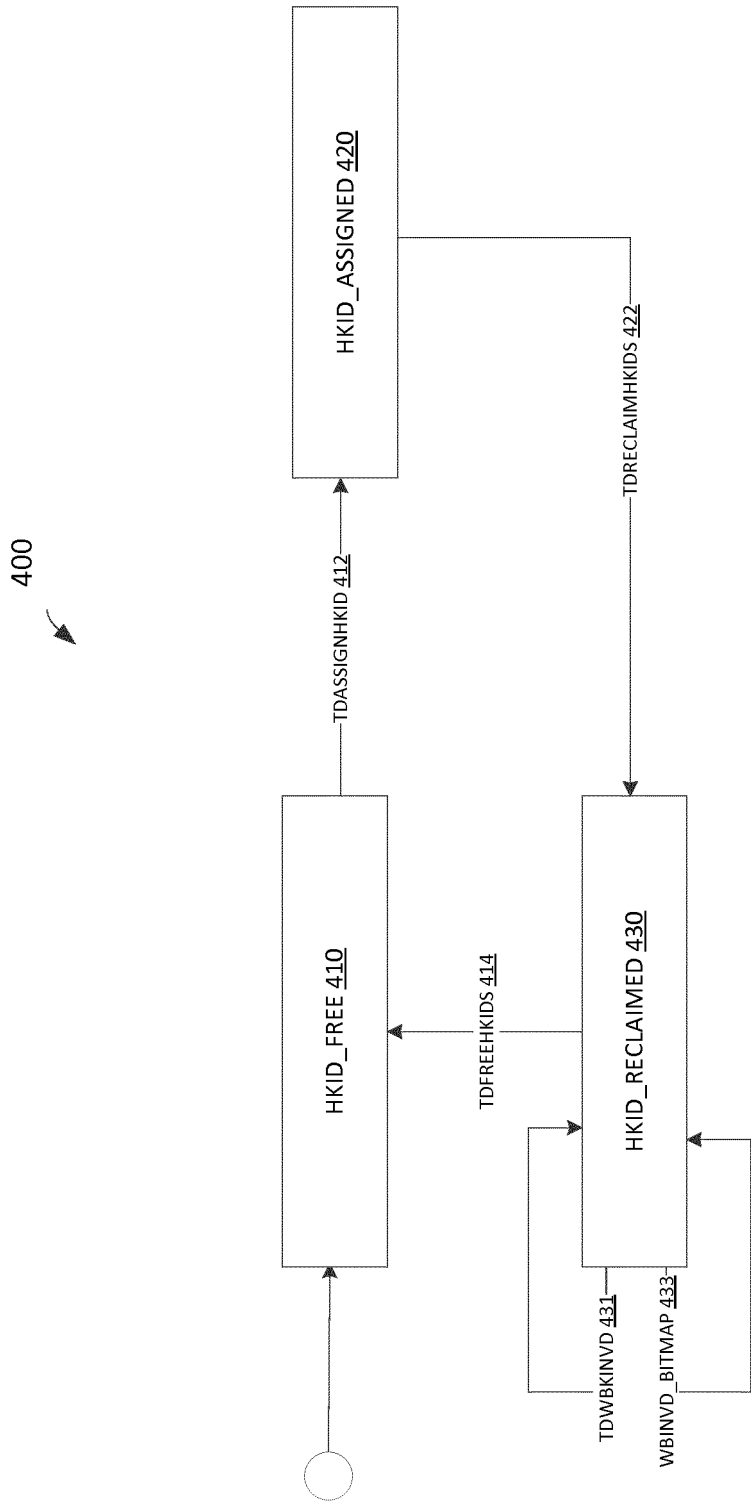 400
HKID_FREE 410
TDASSIGNHKID 412
HKID_ASSIGNED 420
TDFREEHKIDS 414
TDRECLAIMHKIDS 422
HKID_RECLAIMED 430
TDWBKINVD 431
WBINVD_BITMAP 433